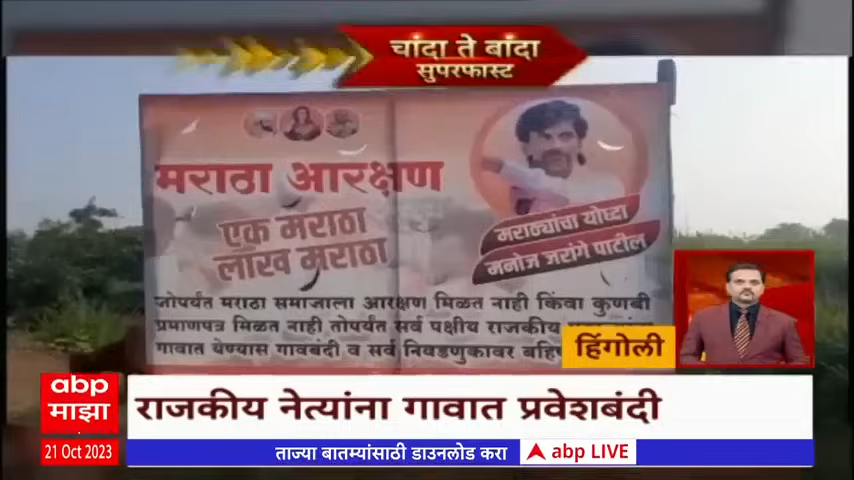 चांदा ते बांदा
सुपरफास्ट
मराठा आरक्षण
एक मराठा
लाख मराठा
मराठ्यांचा योध्दा
मनोज जरांगे पाटील
जोपर्यंत मराठा समाजाला आरक्षण मिळत नाही किंवा कुणबी
प्रमाणपत्र मिळत नाही तोपर्यंत सर्व पक्षीय राजकीय
गावात येण्यास गावबंदी व सर्व निवडणुकावर
हिंगोली
abp
माझा
राजकीय नेत्यांना गावात प्रवेशबंदी
21 Oct 2023
ताज्या बातम्यांसाठी डाउनलोड करा abp LIVE